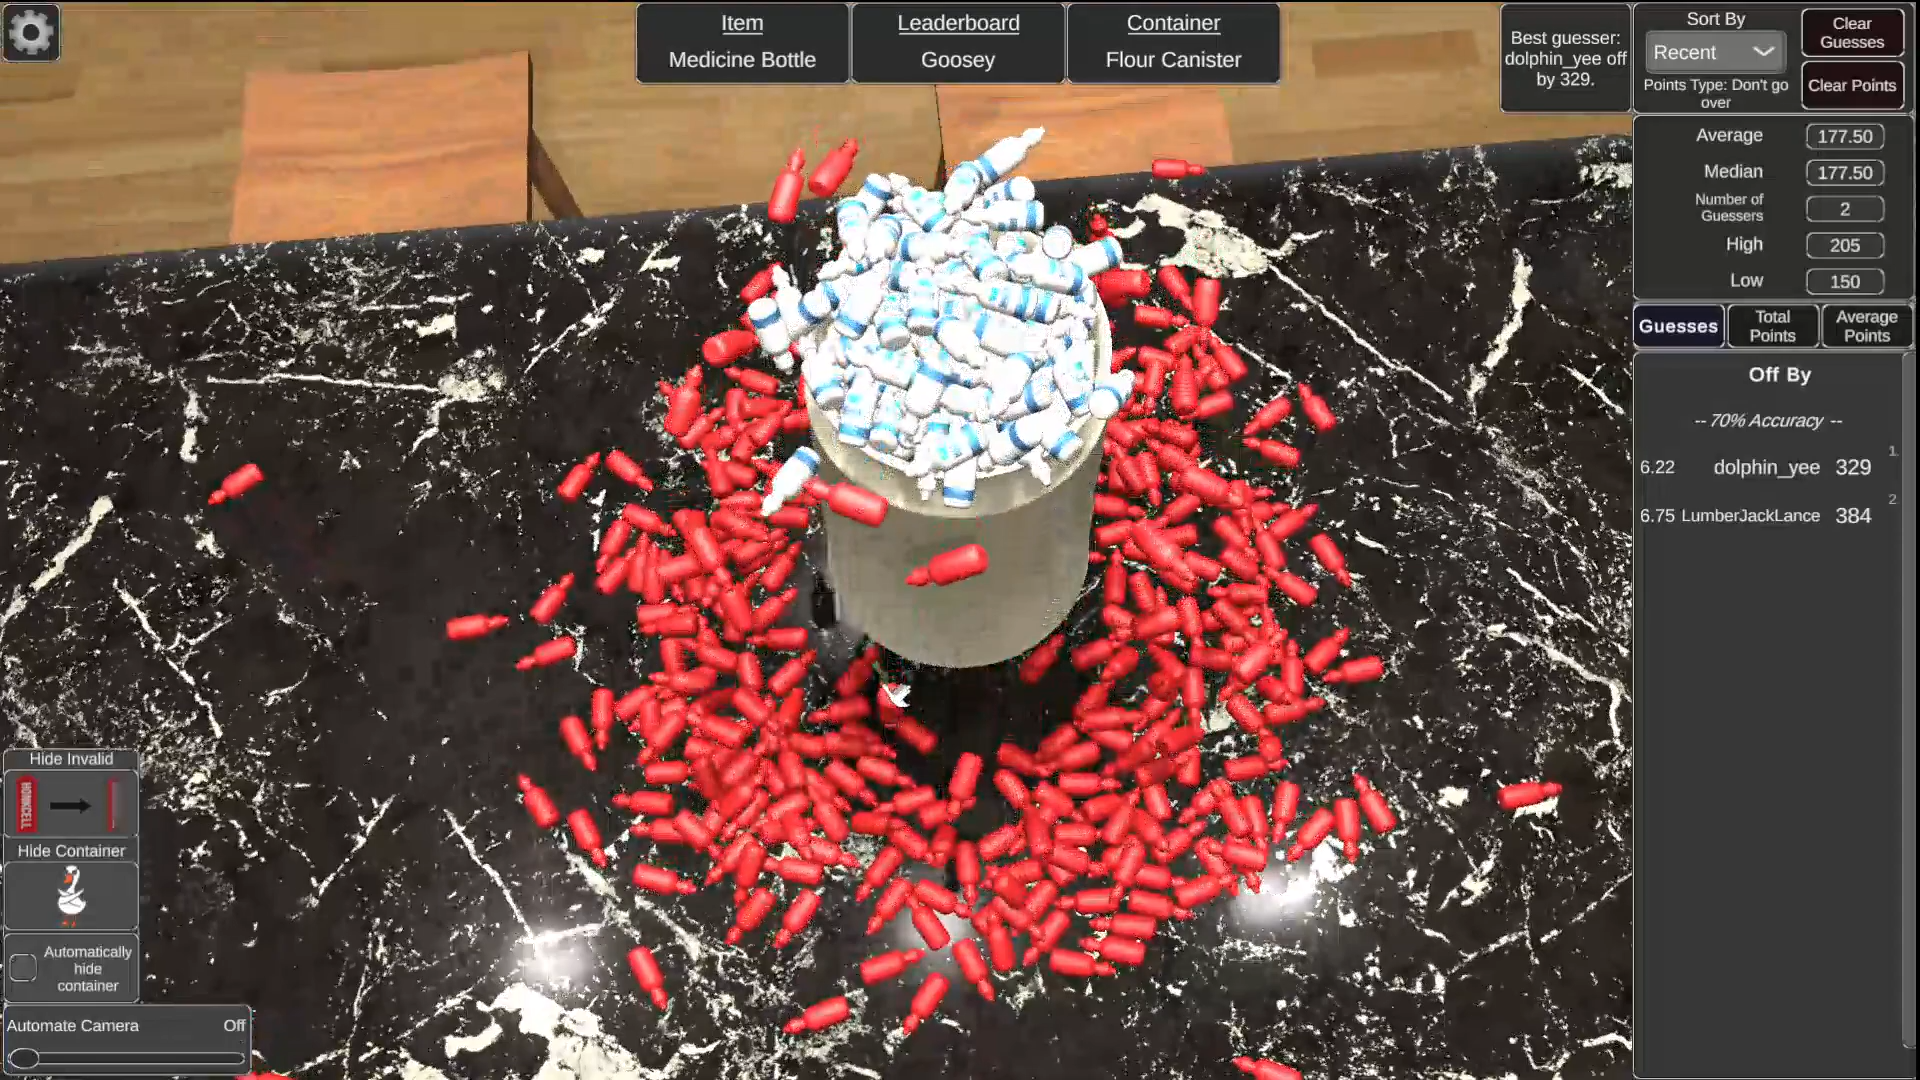 Item
Medicine Bottle
Leaderboard
Goosey
Container
Flour Canister
Best guesser:
dolphin_yee off
by 329.
Sort By
Recent
Points Type: Don't go
over
Clear
Guesses
Clear Points
Average
177.50
Median
177.50
Number of
Guessers
2
High
205
Low
150
Guesses
Total
Points
Average
Points
Off By
-- 70% Accuracy --
1.
6.22 dolphin_yee 329
2
6.75 LumberJackLance 384
Hide Invalid
Hide Container
Automatically
hide
container
Automate Camera Off